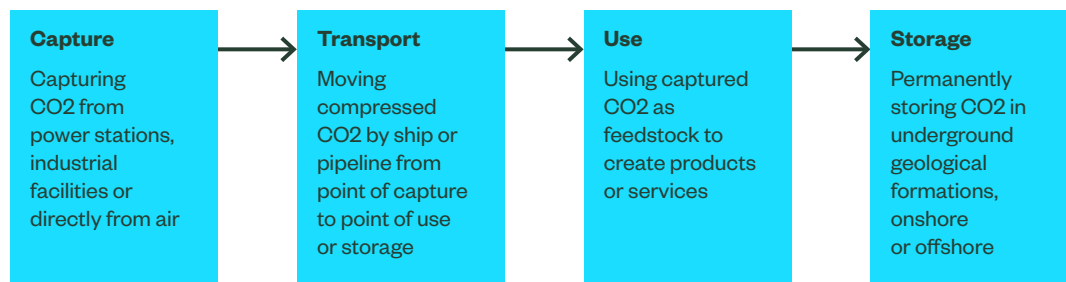 Capture
Capturing
CO2 from
power stations,
industrial
facilities or
directly from air
Transport
Moving
compressed
CO2 by ship or
pipeline from
point of capture
to point of use
or storage
Use
Using captured
CO2 as
feedstock to
create products
or services
Storage
Permanently
storing CO2 in
underground
geological
formations,
onshore
or offshore